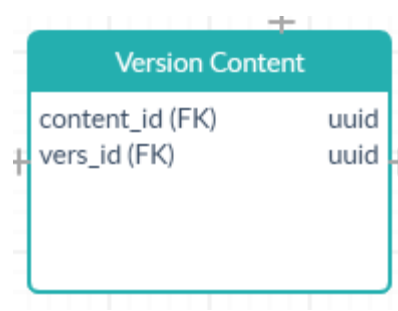 Version Content
content_id (FK) uuid
vers_id (FK) uuid